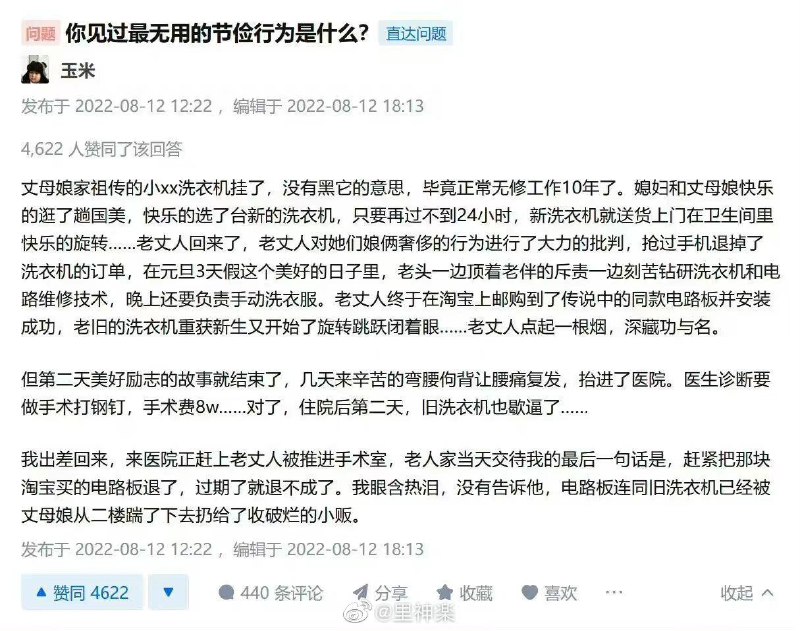 问题 你见过最无用的节俭行为是什么？ 直达问题
玉米
发布于 2022-08-12 12:22 ，编辑于 2022-08-12 18:13
4,622 人赞同了该回答
丈母娘家祖传的小xx洗衣机挂了，没有黑它的意思，毕竟正常无修工作10年了。媳妇和丈母娘快乐
的逛了趟国美，快乐的选了台新的洗衣机，只要再过不到24小时，新洗衣机就送货上门在卫生间里
快乐的旋转......老丈人回来了，老丈人对她们娘俩奢侈的行为进行了大力的批判，抢过手机退掉了
洗衣机的订单，在元旦3天假这个美好的日子里，老头一边顶着老伴的斥责一边刻苦钻研洗衣机和电
路维修技术，晚上还要负责手动洗衣服。老丈人终于在淘宝上邮购到了传说中的同款电路板并安装
成功，老旧的洗衣机重获新生又开始了旋转跳跃闭着眼......老丈人点起一根烟，深藏功与名。
但第二天美好励志的故事就结束了，几天来辛苦的弯腰佝背让腰痛复发，抬进了医院。医生诊断要
做手术打钢钉，手术费8w......对了，住院后第二天，旧洗衣机也歇逼了......
我出差回来，来医院正赶上老丈人被推进手术室，老人家当天交待我的最后一句话是，赶紧把那块
淘宝买的电路板退了，过期了就退不成了。我眼含热泪，没有告诉他，电路板连同旧洗衣机已经被
丈母娘从二楼踹了下去扔给了收破烂的小贩。
发布于 2022-08-12 12:22 ，编辑于 2022-08-12 18:13
赞同 4622 440 条评论 分享 收藏 喜欢 ··· 收起
@里神楽